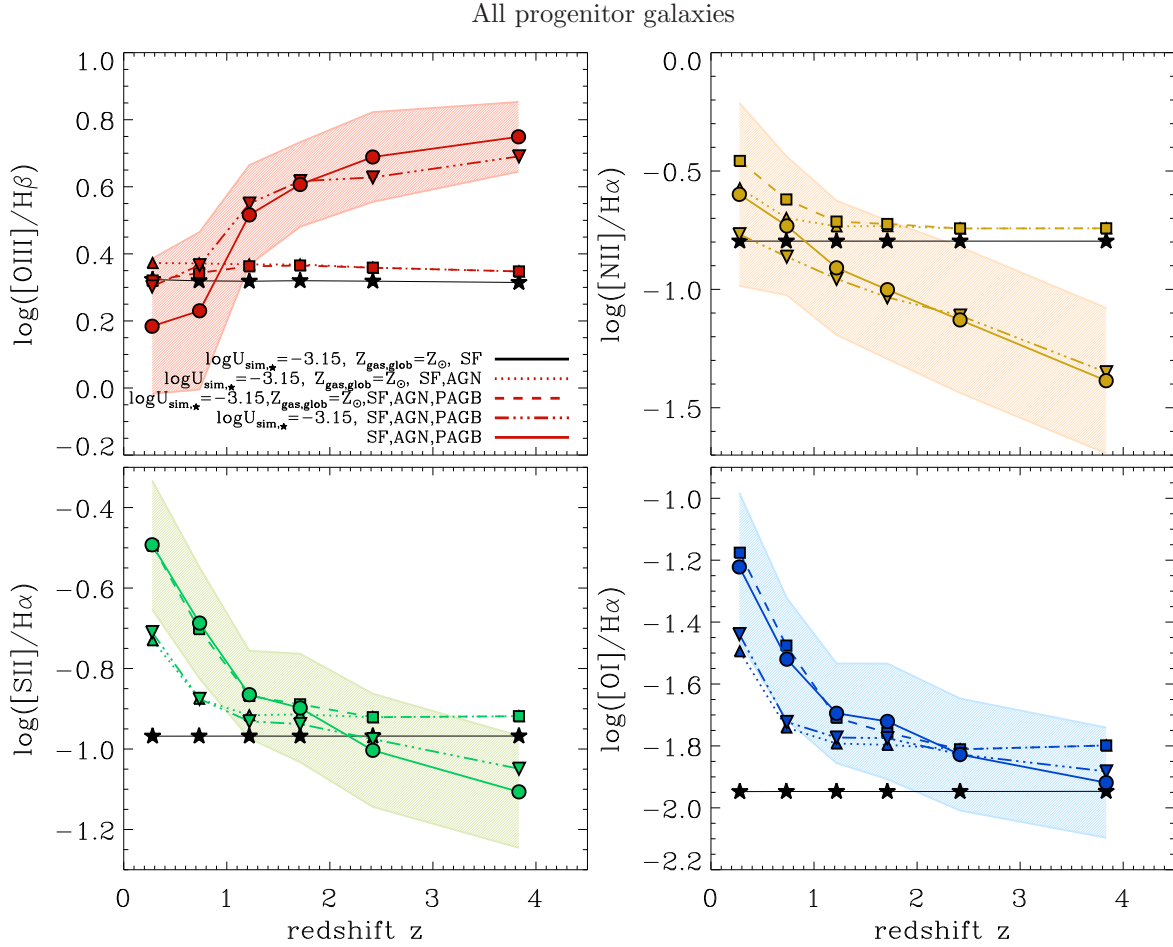 All progenitor galaxies
1.0
0.8
0.6
0.4
0.2
0.0
−0.2
log([OIII]/Hβ)
logU_sim,★=−3.15, Z_gas,glob=Z_⊙, SF
logU_sim,★=−3.15, Z_gas,glob=Z_⊙, SF,AGN
logU_sim,★=−3.15,Z_gas,glob=Z_⊙,SF,AGN,PAGB
logU_sim,★=−3.15, SF,AGN,PAGB
SF,AGN,PAGB
0.0
−0.5
−1.0
−1.5
log([NII]/Hα)
−0.4
−0.6
−0.8
−1.0
−1.2
log([SII]/Hα)
0 1 2 3 4
redshift z
−1.0
−1.2
−1.4
−1.6
−1.8
−2.0
−2.2
log([OI]/Hα)
0 1 2 3 4
redshift z